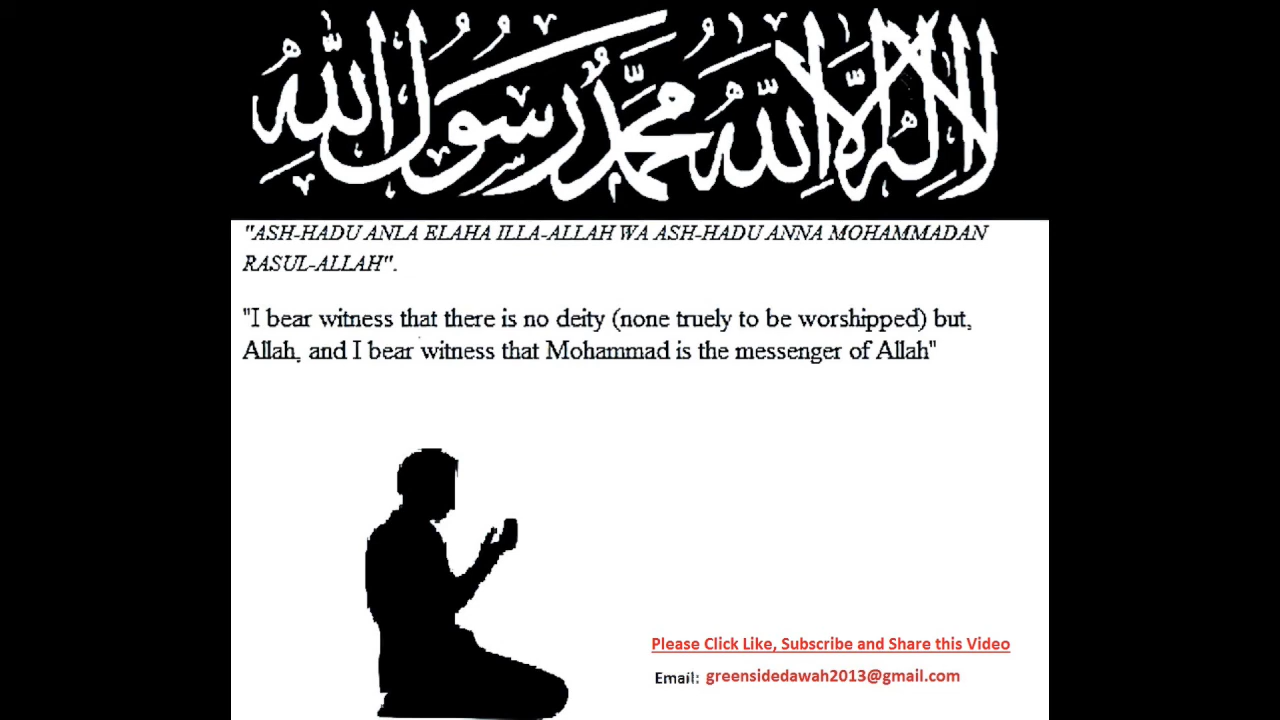 لا إله إلا الله محمد رسول الله
"ASH-HADU ANLA ELAHA ILLA-ALLAH WA ASH-HADU ANNA MOHAMMADAN
RASUL-ALLAH".
"I bear witness that there is no deity (none truely to be worshipped) but,
Allah, and I bear witness that Mohammad is the messenger of Allah"
Please Click Like, Subscribe and Share this Video
Email: greensidedawah2013@gmail.com